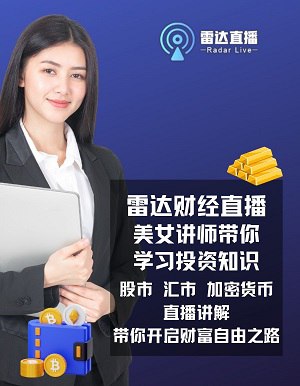 雷达直播
Radar Live
雷达财经直播
美女讲师带你
学习投资知识
股市 汇市 加密货币
直播讲解
带你开启财富自由之路